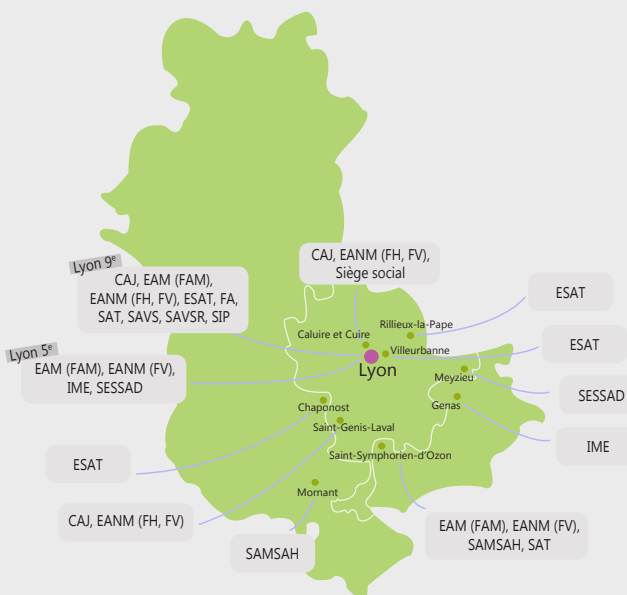 Lyon 9e
CAJ, EAM (FAM),
EANM (FH, FV), ESAT, FA,
SAT, SAVS, SAVSR, SIP
CAJ, EANM (FH, FV),
Siège social
ESAT
ESAT
Rillieux-la-Pape
Caluire et Cuire
Villeurbanne
Lyon
Lyon 5e
EAM (FAM), EANM (FV),
IME, SESSAD
Meyzieu
SESSAD
Genas
IME
Chaponost
Saint-Genis-Laval
Saint-Symphorien-d'Ozon
ESAT
Mornant
CAJ, EANM (FH, FV)
SAMSAH
EAM (FAM), EANM (FV),
SAMSAH, SAT